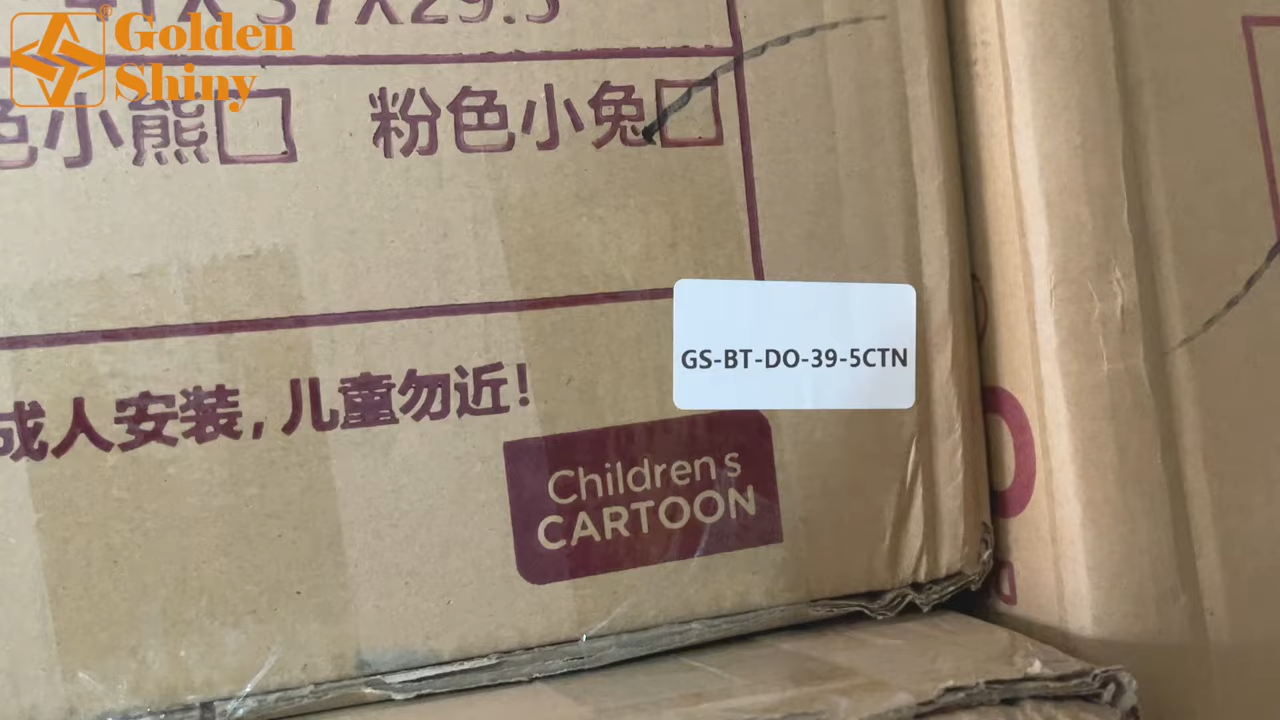 Golden
Shiny
41X37X29.5
色小熊□ 粉色小兔□
GS-BT-DO-39-5CTN
成人安装,儿童勿近!
Children's
CARTOON